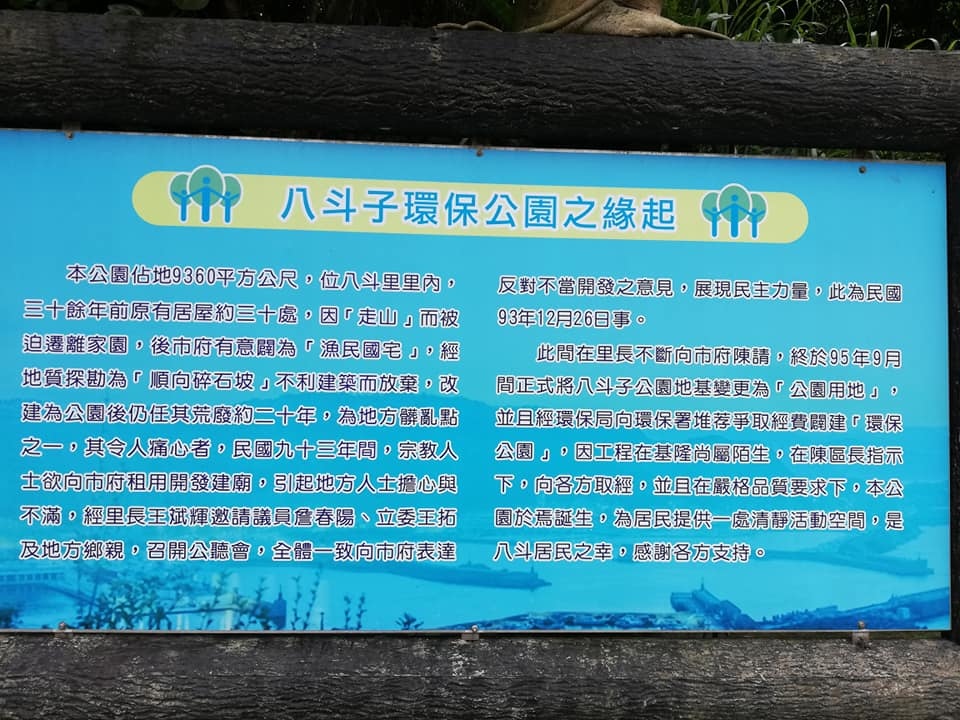 八斗子環保公園之緣起
本公園佔地9360平方公尺，位八斗里里內，
三十餘年前原有居屋約三十處，因「走山」而被
迫遷離家園，後市府有意闢為「漁民國宅」，經
地質探勘為「順向碎石坡」不利建築而放棄，改
建為公園後仍任其荒廢約二十年，為地方髒亂點
之一，其令人痛心者，民國九十三年間，宗教人
士欲向市府租用開發建廟，引起地方人士擔心與
不滿，經里長王斌輝邀請議員詹春陽、立委王拓
及地方鄉親，召開公聽會，全體一致向市府表達
反對不當開發之意見，展現民主力量，此為民國
93年12月26日事。
此間在里長不斷向市府陳請，終於95年9月
間正式將八斗子公園地基變更為「公園用地」，
並且經環保局向環保署堆荐爭取經費闢建「環保
公園」，因工程在基隆尚屬陌生，在陳區長指示
下，向各方取經，並且在嚴格品質要求下，本公
園於焉誕生，為居民提供一處清靜活動空間，是
八斗居民之幸，感謝各方支持。